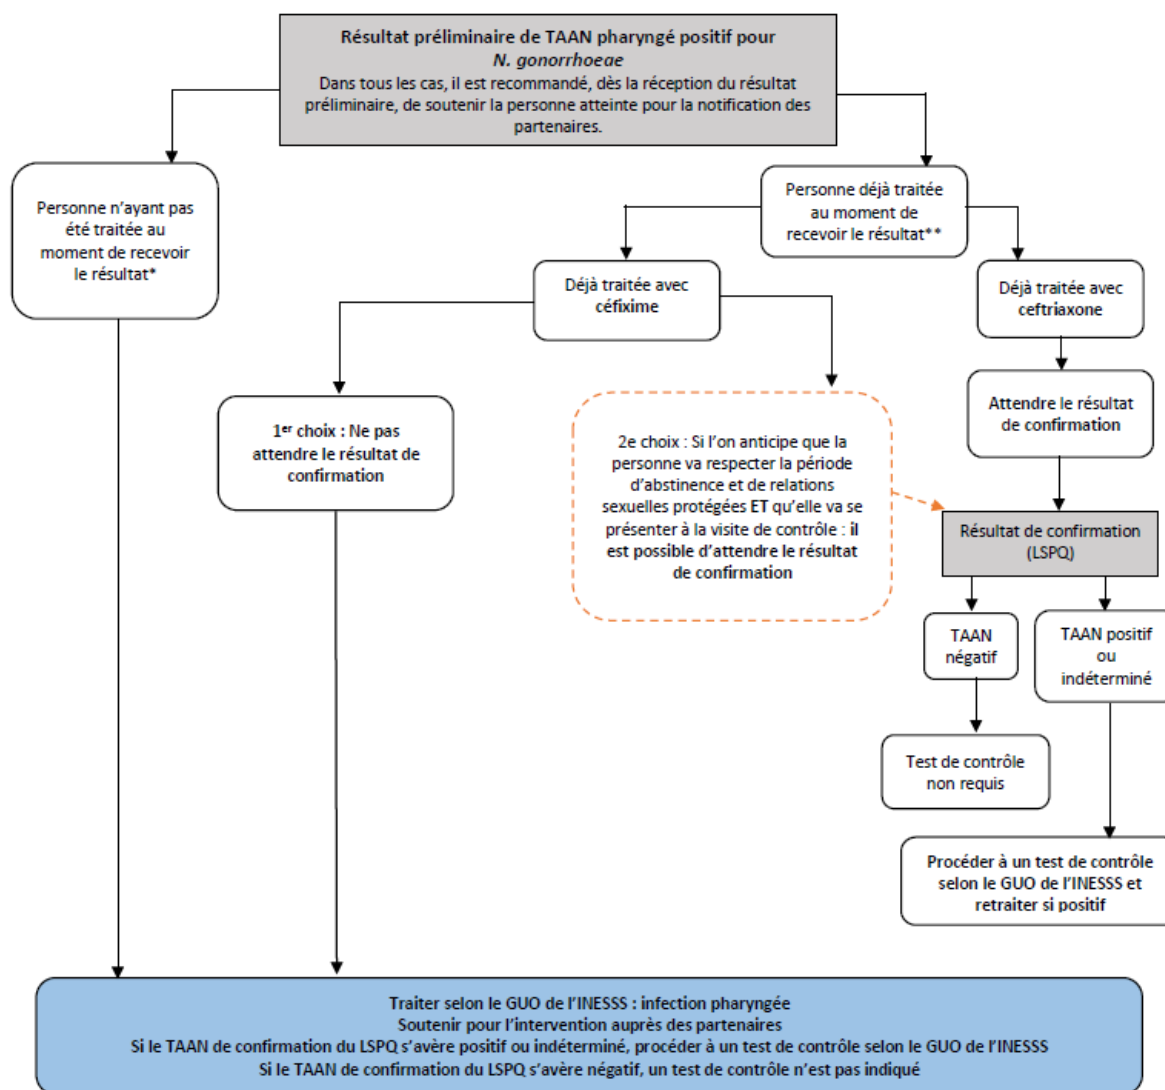 Résultat préliminaire de TAAN pharyngé positif pour
N. gonorrhoeae
Dans tous les cas, il est recommandé, dès la réception du résultat
préliminaire, de soutenir la personne atteinte pour la notification des
partenaires.
Personne n'ayant pas
été traitée au
moment de recevoir
le résultat*
Personne déjà traitée
au moment de
recevoir le résultat**
Déjà traitée avec
céfixime
Déjà traitée avec
ceftriaxone
1er choix : Ne pas
attendre le résultat de
confirmation
2e choix : Si l'on anticipe que la
personne va respecter la période
d'abstinence et de relations
sexuelles protégées ET qu'elle va se
présenter à la visite de contrôle : il
est possible d'attendre le résultat
de confirmation
Attendre le résultat
de confirmation
Résultat de confirmation
(LSPQ)
TAAN
négatif
TAAN positif
ou
indéterminé
Test de contrôle
non requis
Procéder à un test de contrôle
selon le GUO de l'INESSS et
retraiter si positif
Traiter selon le GUO de l'INESSS : infection pharyngée
Soutenir pour l'intervention auprès des partenaires
Si le TAAN de confirmation du LSPQ s'avère positif ou indéterminé, procéder à un test de contrôle selon le GUO de l'INESSS
Si le TAAN de confirmation du LSPQ s'avère négatif, un test de contrôle n'est pas indiqué